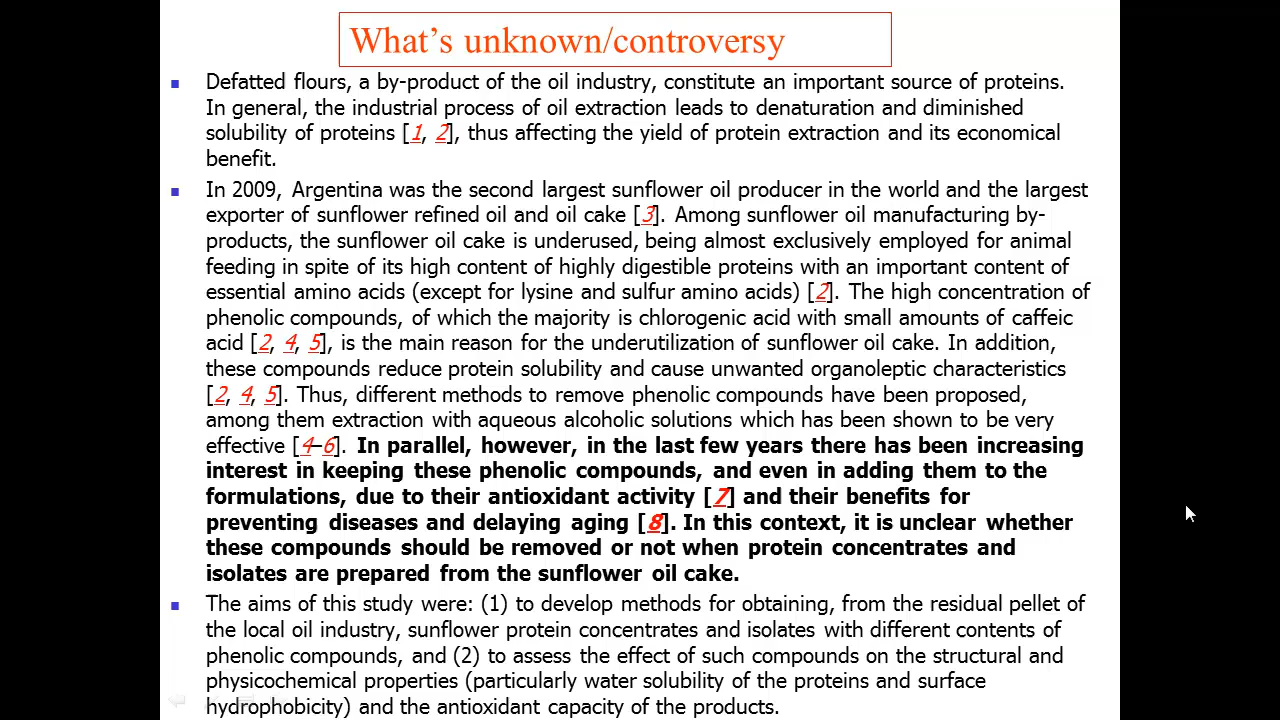 What's unknown/controversy
Defatted flours, a by-product of the oil industry, constitute an important source of proteins.
In general, the industrial process of oil extraction leads to denaturation and diminished
solubility of proteins [1, 2], thus affecting the yield of protein extraction and its economical
benefit.
In 2009, Argentina was the second largest sunflower oil producer in the world and the largest
exporter of sunflower refined oil and oil cake [3]. Among sunflower oil manufacturing by-
products, the sunflower oil cake is underused, being almost exclusively employed for animal
feeding in spite of its high content of highly digestible proteins with an important content of
essential amino acids (except for lysine and sulfur amino acids) [2]. The high concentration of
phenolic compounds, of which the majority is chlorogenic acid with small amounts of caffeic
acid [2, 4, 5], is the main reason for the underutilization of sunflower oil cake. In addition,
these compounds reduce protein solubility and cause unwanted organoleptic characteristics
[2, 4, 5]. Thus, different methods to remove phenolic compounds have been proposed,
among them extraction with aqueous alcoholic solutions which has been shown to be very
effective [4–6]. In parallel, however, in the last few years there has been increasing
interest in keeping these phenolic compounds, and even in adding them to the
formulations, due to their antioxidant activity [7] and their benefits for
preventing diseases and delaying aging [8]. In this context, it is unclear whether
these compounds should be removed or not when protein concentrates and
isolates are prepared from the sunflower oil cake.
The aims of this study were: (1) to develop methods for obtaining, from the residual pellet of
the local oil industry, sunflower protein concentrates and isolates with different contents of
phenolic compounds, and (2) to assess the effect of such compounds on the structural and
physicochemical properties (particularly water solubility of the proteins and surface
hydrophobicity) and the antioxidant capacity of the products.